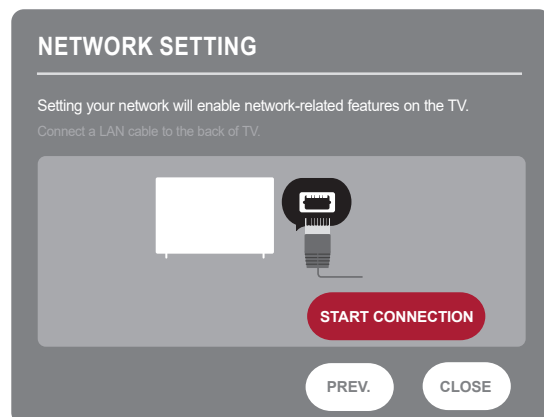 NETWORK SETTING
Setting your network will enable network-related features on the TV.
Connect a LAN cable to the back of TV.
START CONNECTION
PREV.
CLOSE